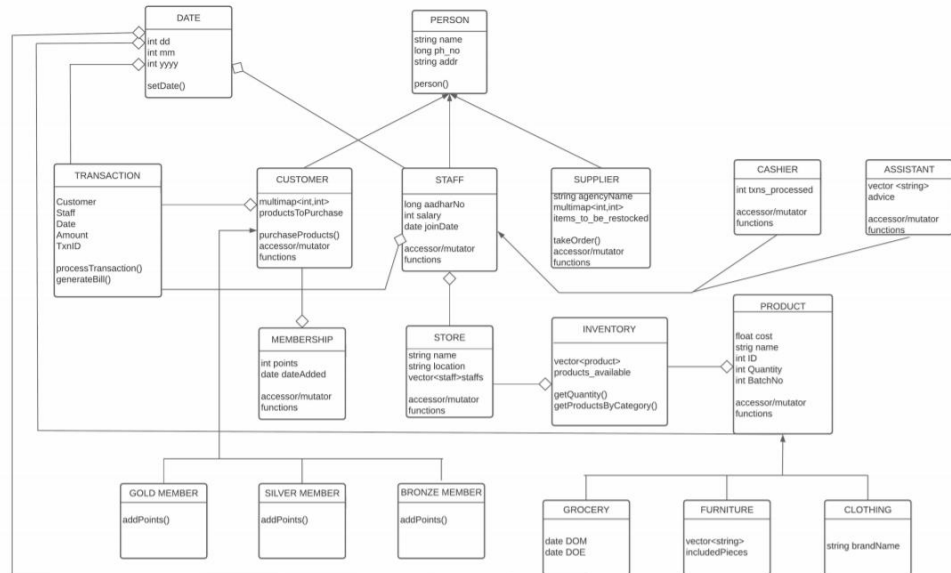 DATE
int dd
int mm
int yyyy
setDate()
PERSON
string name
long ph_no
string addr
person()
TRANSACTION
Customer
Staff
Date
Amount
TxnID
processTransaction()
generateBill()
CUSTOMER
multimap<int,int>
productsToPurchase
purchaseProducts()
accessor/mutator
functions
STAFF
long aadharNo
int salary
date joinDate
accessor/mutator
functions
SUPPLIER
string agencyName
multimap<int,int>
items_to_be_restocked
takeOrder()
accessor/mutator
functions
CASHIER
int txns_processed
accessor/mutator
functions
ASSISTANT
vector <string>
advice
accessor/mutator
functions
MEMBERSHIP
int points
date dateAdded
accessor/mutator
functions
STORE
string name
string location
vector<staff>staffs
accessor/mutator
functions
INVENTORY
vector<product>
products_available
getQuantity()
getProductsByCategory()
PRODUCT
float cost
strig name
int ID
int Quantity
int BatchNo
accessor/mutator
functions
GOLD MEMBER
addPoints()
SILVER MEMBER
addPoints()
BRONZE MEMBER
addPoints()
GROCERY
date DOM
date DOE
FURNITURE
vector<string>
includedPieces
CLOTHING
string brandName